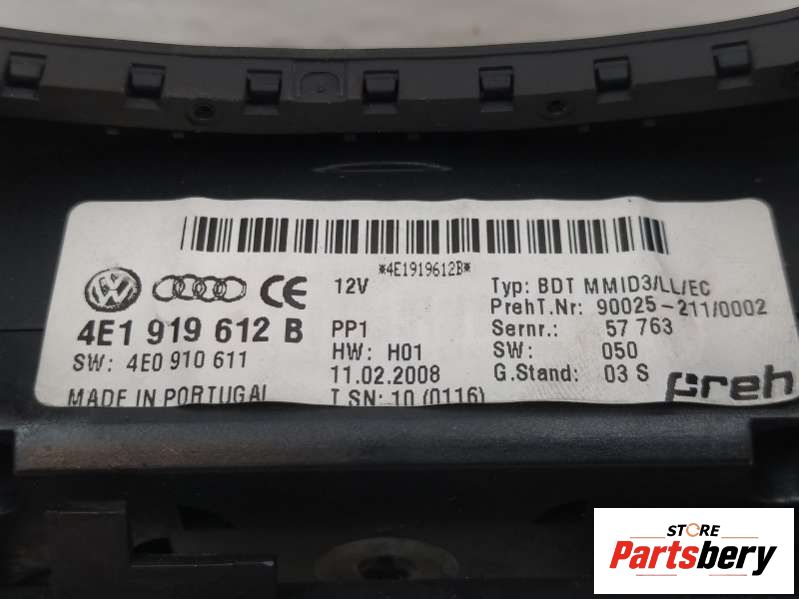 *4E1919612B*
12V
Typ: BDT MMID3/LL/EC
PrehT.Nr: 90025-211/0002
4E1 919 612 B
PP1
Sernr.: 57 763
SW: 4E0 910 611
HW: H01
SW: 050
11.02.2008
G.Stand: 03 S
MADE IN PORTUGAL
T.SN: 10 (0116)
preh
STORE
Partsbery